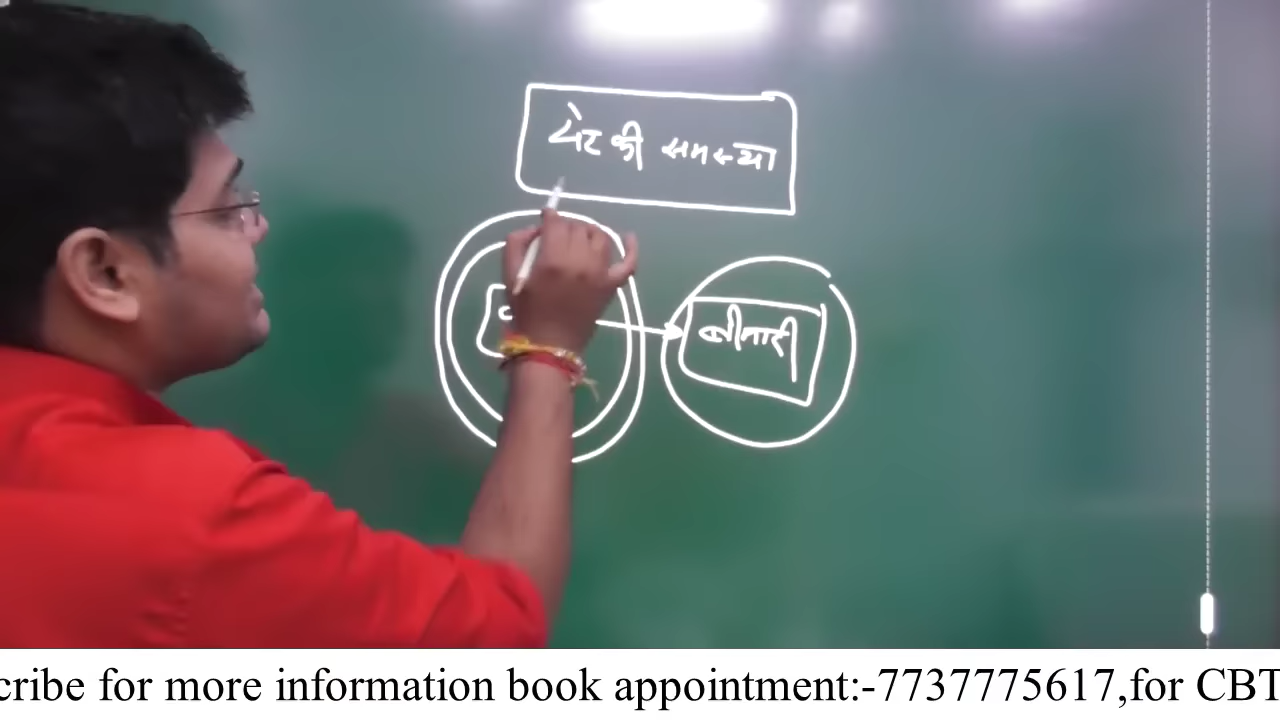 पेट की समस्या
बीमारी
cribe for more information book appointment:-7737775617,for CBT